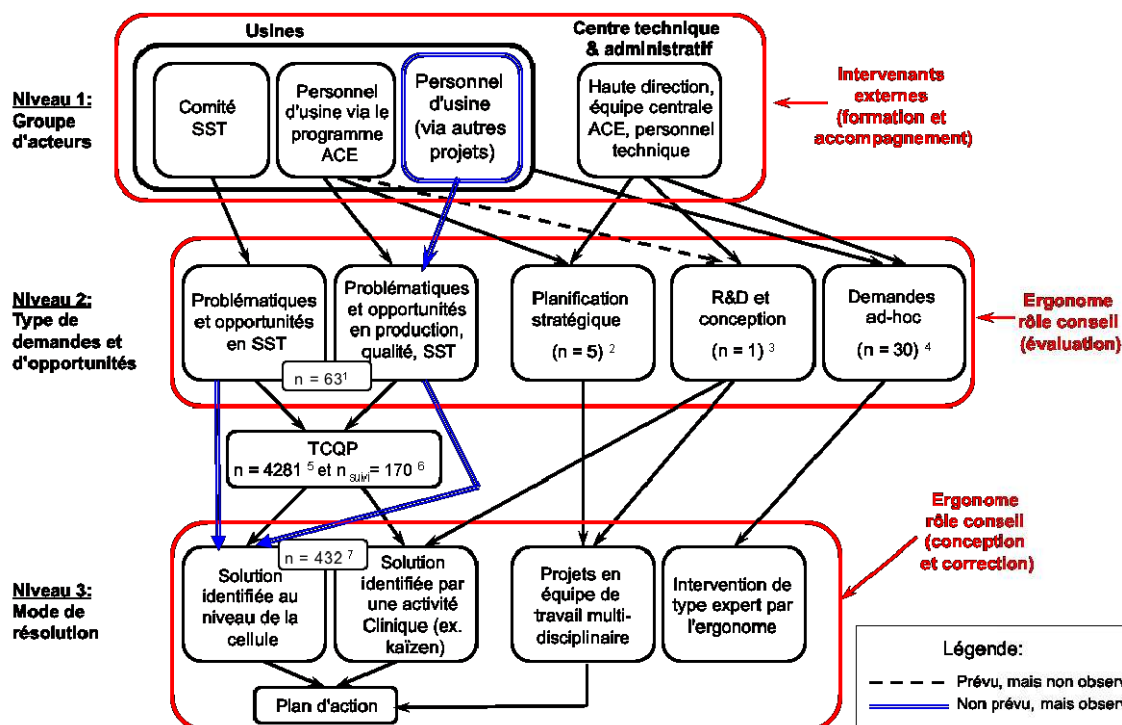 Usines
Centre technique
& administratif
Niveau 1:
Groupe
d'acteurs
Comité
SST
Personnel
d'usine via le
programme
ACE
Personnel
d'usine
(via autres
projets)
Haute direction,
équipe centrale
ACE, personnel
technique
Intervenants
externes
(formation et
accompagnement)
Niveau 2:
Type de
demandes et
d'opportunités
Problématiques
et opportunités
en SST
Problématiques
et opportunités
en production,
qualité, SST
n = 63 1
Planification
stratégique
(n = 5) 2
R&D et
conception
(n = 1) 3
Demandes
ad-hoc
(n = 30) 4
Ergonome
rôle conseil
(évaluation)
TCQP
n = 4281 5 et n suivi = 170 6
Ergonome
rôle conseil
(conception
et correction)
Niveau 3:
Mode de
résolution
n = 432 7
Solution
identifiée au
niveau de la
cellule
Solution
identifiée par
une activité
Clinique (ex.
kaïzen)
Projets en
équipe de
travail multi-
disciplinaire
Intervention de
type expert par
l'ergonome
Plan d'action
Légende:
Prévu, mais non observ
Non prévu, mais observ